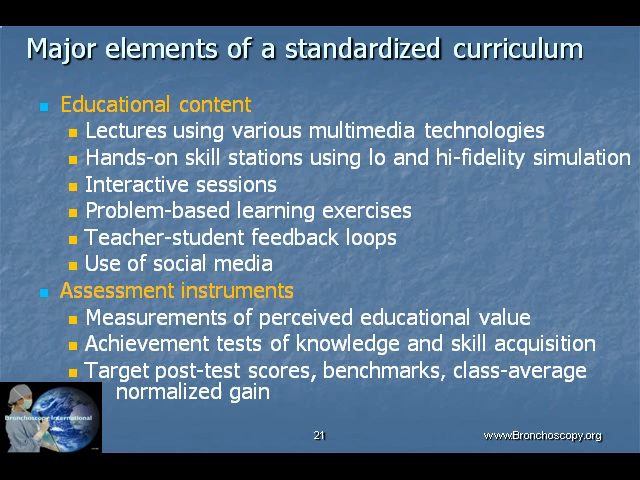 Major elements of a standardized curriculum
Educational content
Lectures using various multimedia technologies
Hands-on skill stations using lo and hi-fidelity simulation
Interactive sessions
Problem-based learning exercises
Teacher-student feedback loops
Use of social media
Assessment instruments
Measurements of perceived educational value
Achievement tests of knowledge and skill acquisition
Target post-test scores, benchmarks, class-average
normalized gain
Bronchoscopy International
21
www.Bronchoscopy.org